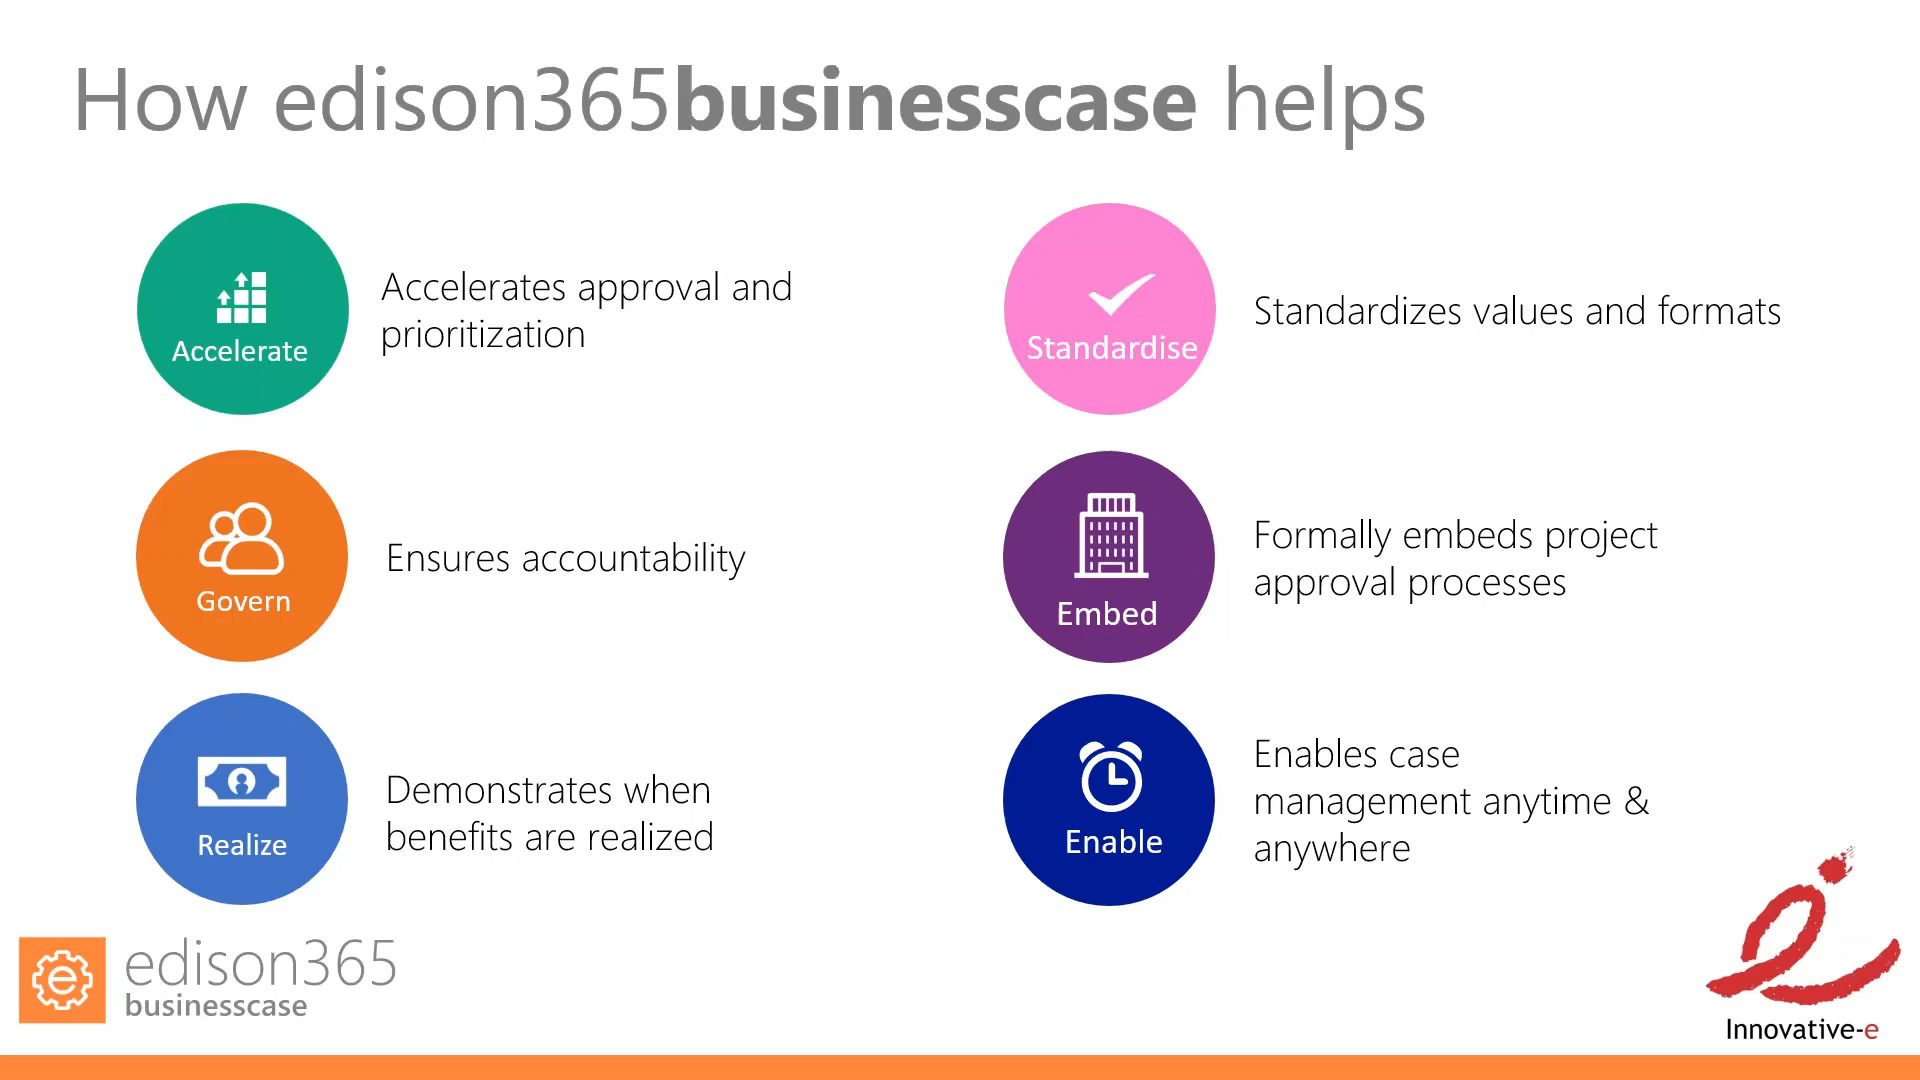 How edison365businesscase helps
Accelerate
Accelerates approval and
prioritization
Govern
Ensures accountability
Realize
Demonstrates when
benefits are realized
Standardise
Standardizes values and formats
Embed
Formally embeds project
approval processes
Enable
Enables case
management anytime &
anywhere
edison365
businesscase
Innovative-e